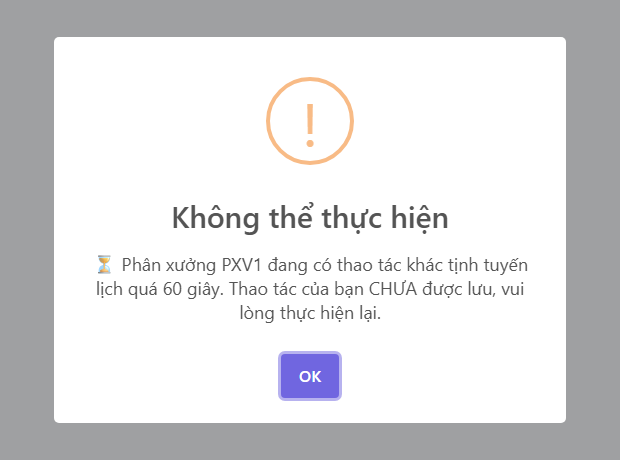 !
Không thể thực hiện
⏳ Phân xưởng PXV1 đang có thao tác khác tịnh tuyến
lịch quá 60 giây. Thao tác của bạn CHƯA được lưu, vui
lòng thực hiện lại.
OK